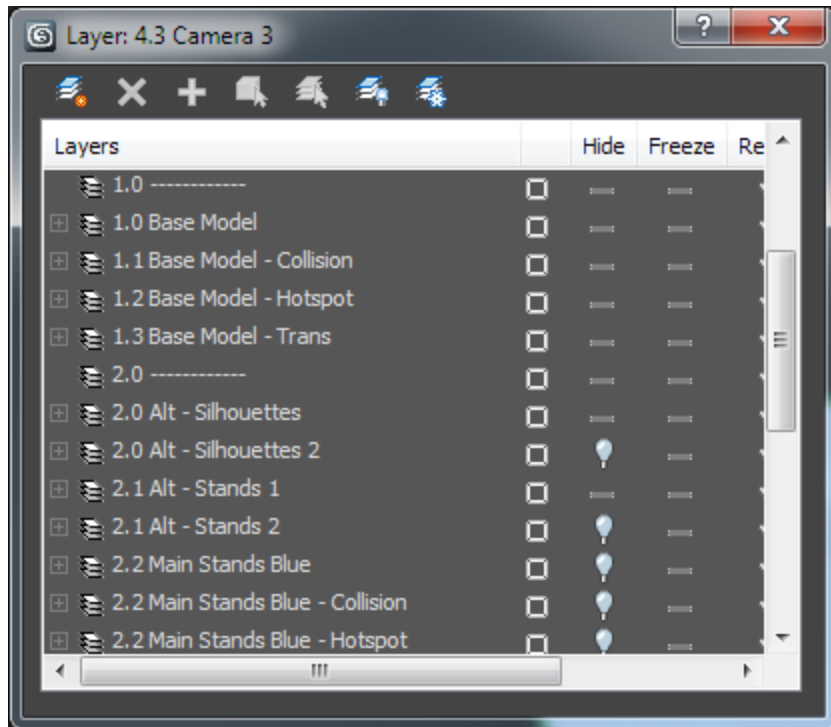 Layer: 4.3 Camera 3
?
Layers Hide Freeze Re
1.0 -------------
1.0 Base Model
1.1 Base Model - Collision
1.2 Base Model - Hotspot
1.3 Base Model - Trans
2.0 -------------
2.0 Alt - Silhouettes
2.0 Alt - Silhouettes 2
2.1 Alt - Stands 1
2.1 Alt - Stands 2
2.2 Main Stands Blue
2.2 Main Stands Blue - Collision
2.2 Main Stands Blue - Hotspot